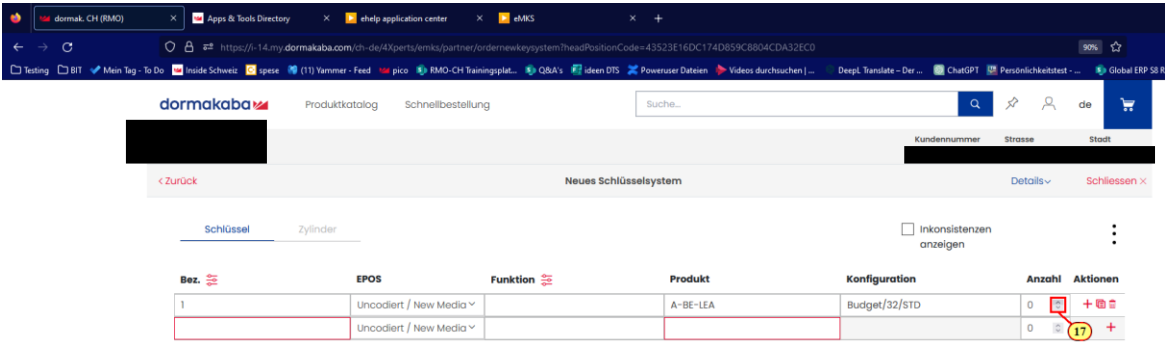 dormak. CH (RMO) × Apps & Tools Directory × ehelp application center × eMKS × +
https://i-14.my.dormakaba.com/ch-de/4Xperts/emks/partner/ordernewkeysystem?headPositionCode=43523E16DC174D859C8804CDA32EC0 90%
Testing BIT Mein Tag - To Do Inside Schweiz spese (11) Yammer - Feed pico RMO-CH Trainingsplat... Q&A's ideen DTS Poweruser Dateien Videos durchsuchen | ... DeepL Translate – Der ... ChatGPT Persönlichkeitstest - ... Global ERP S8 R
dormakaba Produktkatalog Schnellbestellung Suche... de
Kundennummer Strasse Stadt
< Zurück Neues Schlüsselsystem Details Schliessen ×
Schlüssel Zylinder Inkonsistenzen
anzeigen
Bez. EPOS Funktion Produkt Konfiguration Anzahl Aktionen
1 Uncodiert / New Media A-BE-LEA Budget/32/STD 0 +
Uncodiert / New Media 0 17 +